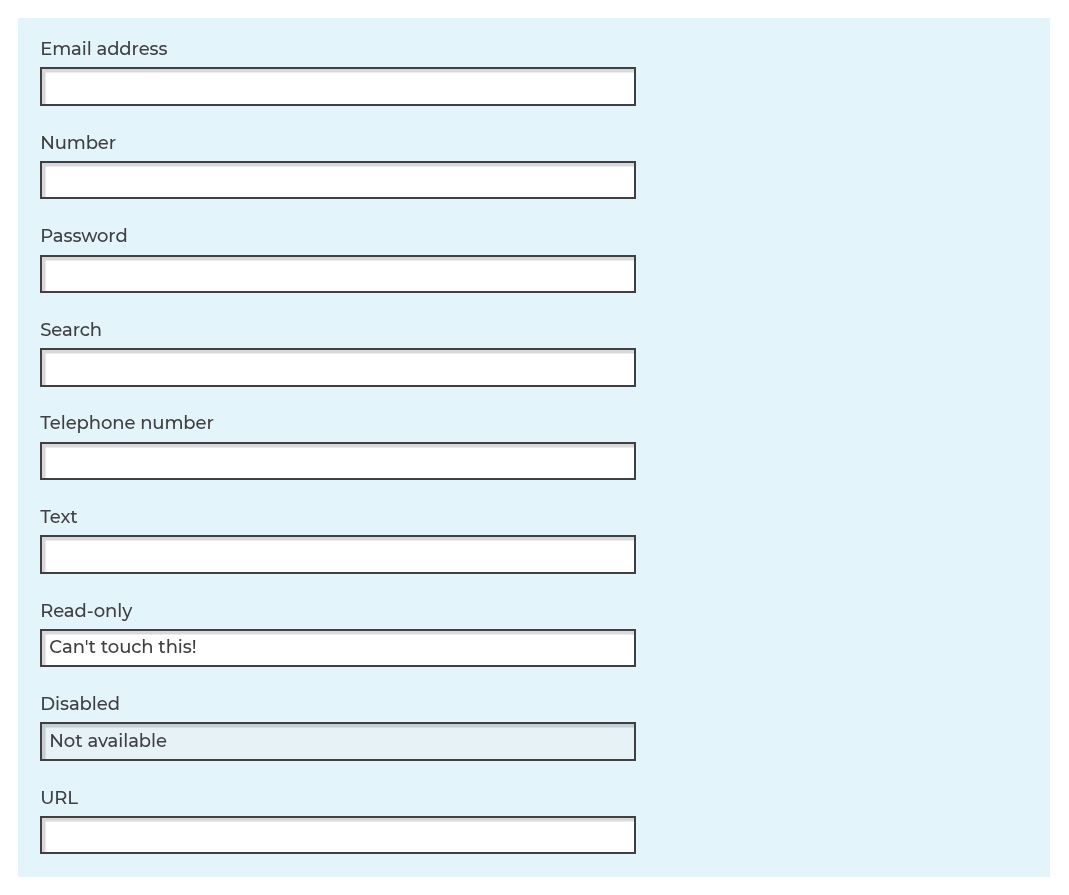 Email address
Number
Password
Search
Telephone number
Text
Read-only
Can't touch this!
Disabled
Not available
URL